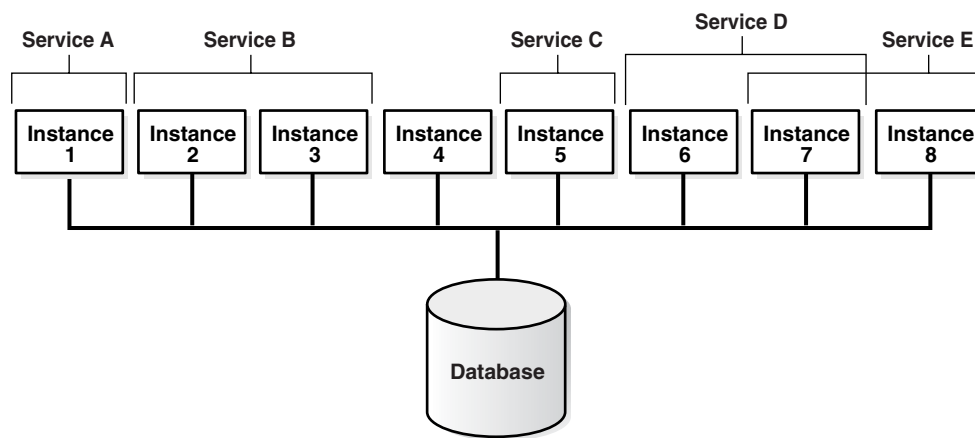 Service D
Service A
Service B
Service C
Service E
Instance
1
Instance
2
Instance
3
Instance
4
Instance
5
Instance
6
Instance
7
Instance
8
Database